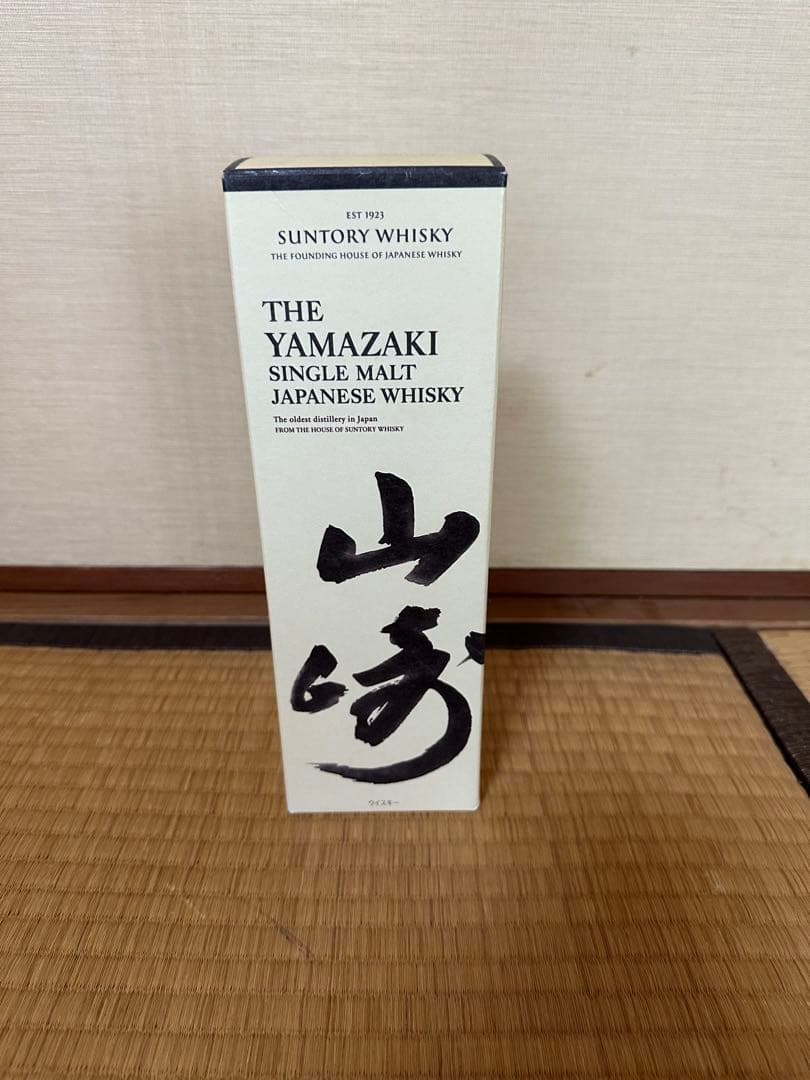 EST 1923
SUNTORY WHISKY
THE FOUNDING HOUSE OF JAPANESE WHISKY
THE
YAMAZAKI
SINGLE MALT
JAPANESE WHISKY
The oldest distillery in Japan
FROM THE HOUSE OF SUNTORY WHISKY
山
崎
ウイスキー